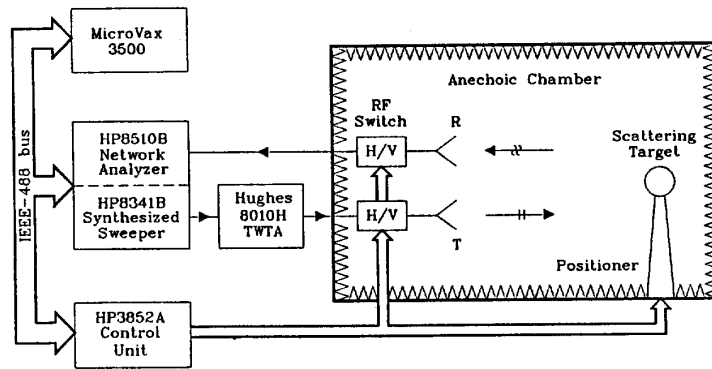 MicroVax
3500
IEEE-488 bus
HP8510B
Network
Analyzer
HP8341B
Synthesized
Sweeper
Hughes
8010H
TWTA
HP3852A
Control
Unit
Anechoic Chamber
RF
Switch
R
H/V
H/V
T
Scattering
Target
Positioner